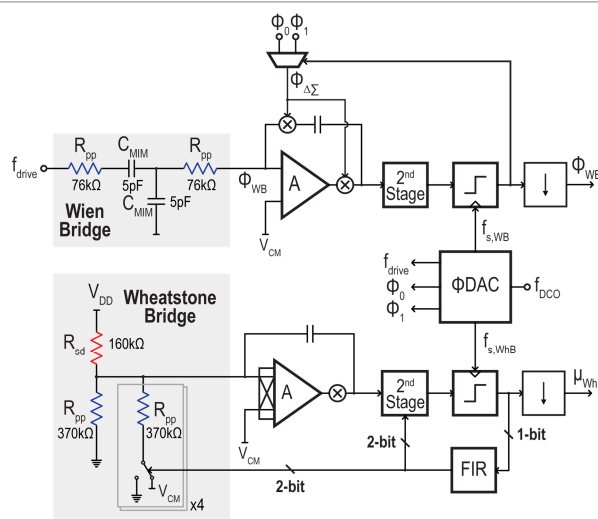 Φ0 Φ1
ΦΔΣ
Rpp
CMIM
Rpp
fdrive
76kΩ
5pF
76kΩ
CMIM
5pF
Wien
Bridge
ΦWB
A
VCM
2nd
Stage
↓
ΦWB
fs,WB
fdrive
Φ0
Φ1
ΦDAC
fDCO
fs,WhB
VDD
Wheatstone
Bridge
Rsd
160kΩ
Rpp
370kΩ
Rpp
370kΩ
VCM
x4
A
VCM
2nd
Stage
↓
μWh
2-bit
1-bit
FIR
2-bit